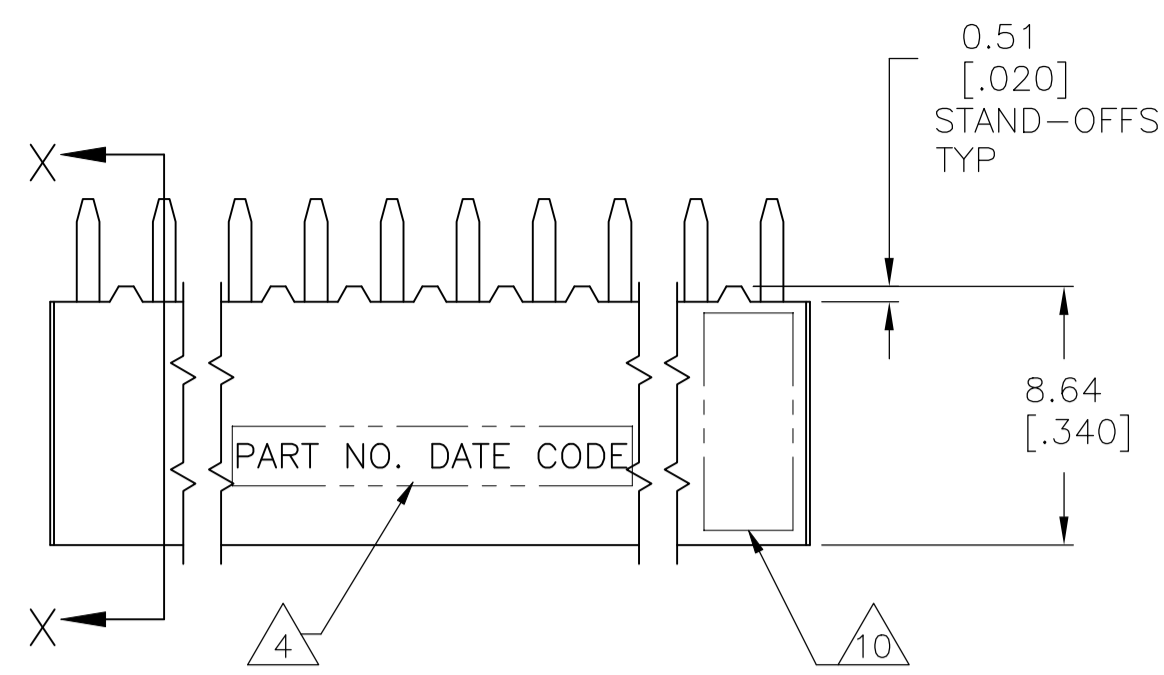 0.51
[.020]
STAND-OFFS
TYP
X
8.64
[.340]
PART NO. DATE CODE
X
4
10